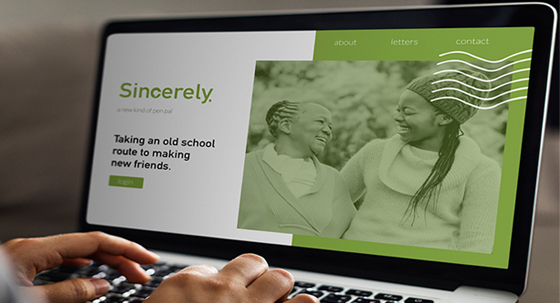 about letters contact
Sincerely.
a new kind of pen pal
Taking an old school
route to making
new friends.
login